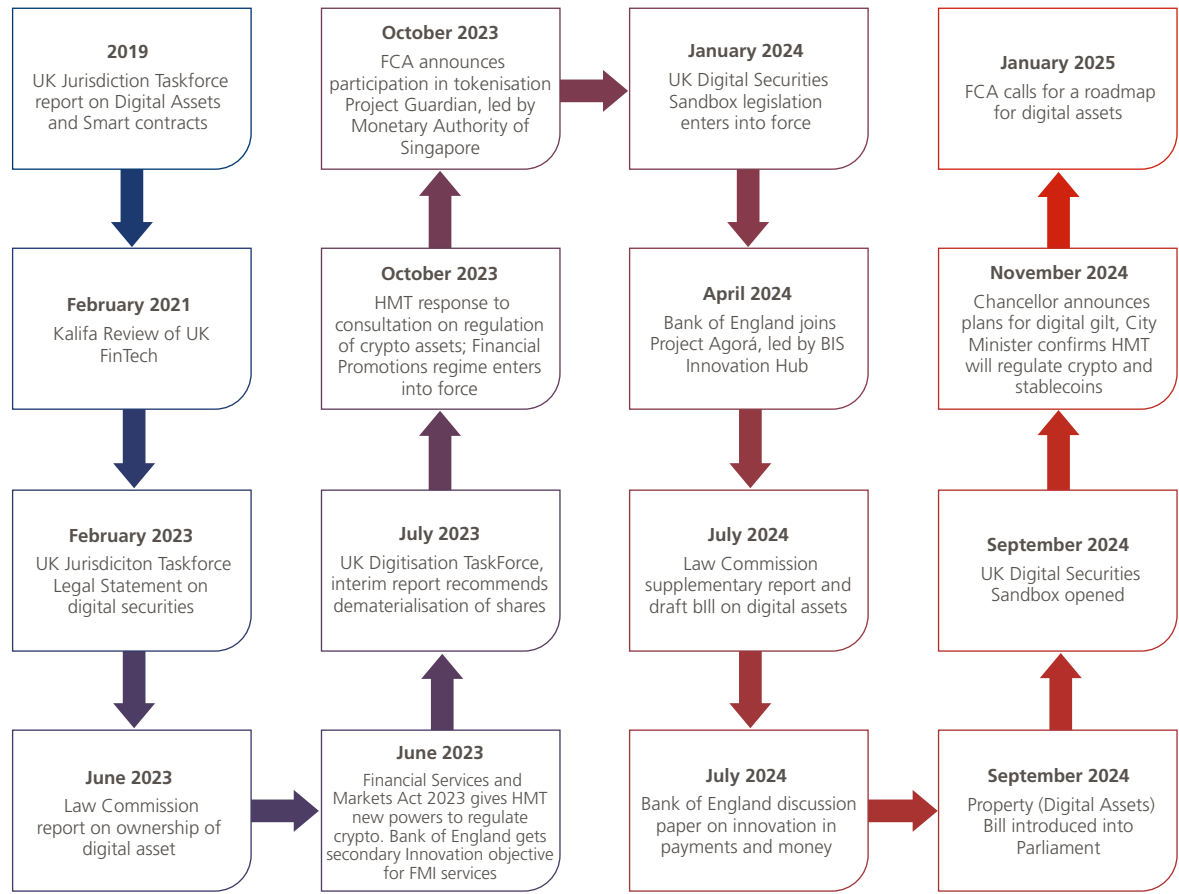 2019
UK Jurisdiction Taskforce
report on Digital Assets
and Smart contracts
February 2021
Kalifa Review of UK
FinTech
February 2023
UK Jurisdiciton Taskforce
Legal Statement on
digital securities
June 2023
Law Commission
report on ownership of
digital asset
June 2023
Financial Services and
Markets Act 2023 gives HMT
new powers to regulate
crypto. Bank of England gets
secondary Innovation objective
for FMI services
July 2023
UK Digitisation TaskForce,
interim report recommends
dematerialisation of shares
October 2023
HMT response to
consultation on regulation
of crypto assets; Financial
Promotions regime enters
into force
October 2023
FCA announces
participation in tokenisation
Project Guardian, led by
Monetary Authority of
Singapore
January 2024
UK Digital Securities
Sandbox legislation
enters into force
April 2024
Bank of England joins
Project Agorá, led by BIS
Innovation Hub
July 2024
Law Commission
supplementary report and
draft bIll on digital assets
July 2024
Bank of England discussion
paper on innovation in
payments and money
September 2024
Property (Digital Assets)
Bill introduced into
Parliament
September 2024
UK Digital Securities
Sandbox opened
November 2024
Chancellor announces
plans for digital gilt, City
Minister confirms HMT
will regulate crypto and
stablecoins
January 2025
FCA calls for a roadmap
for digital assets